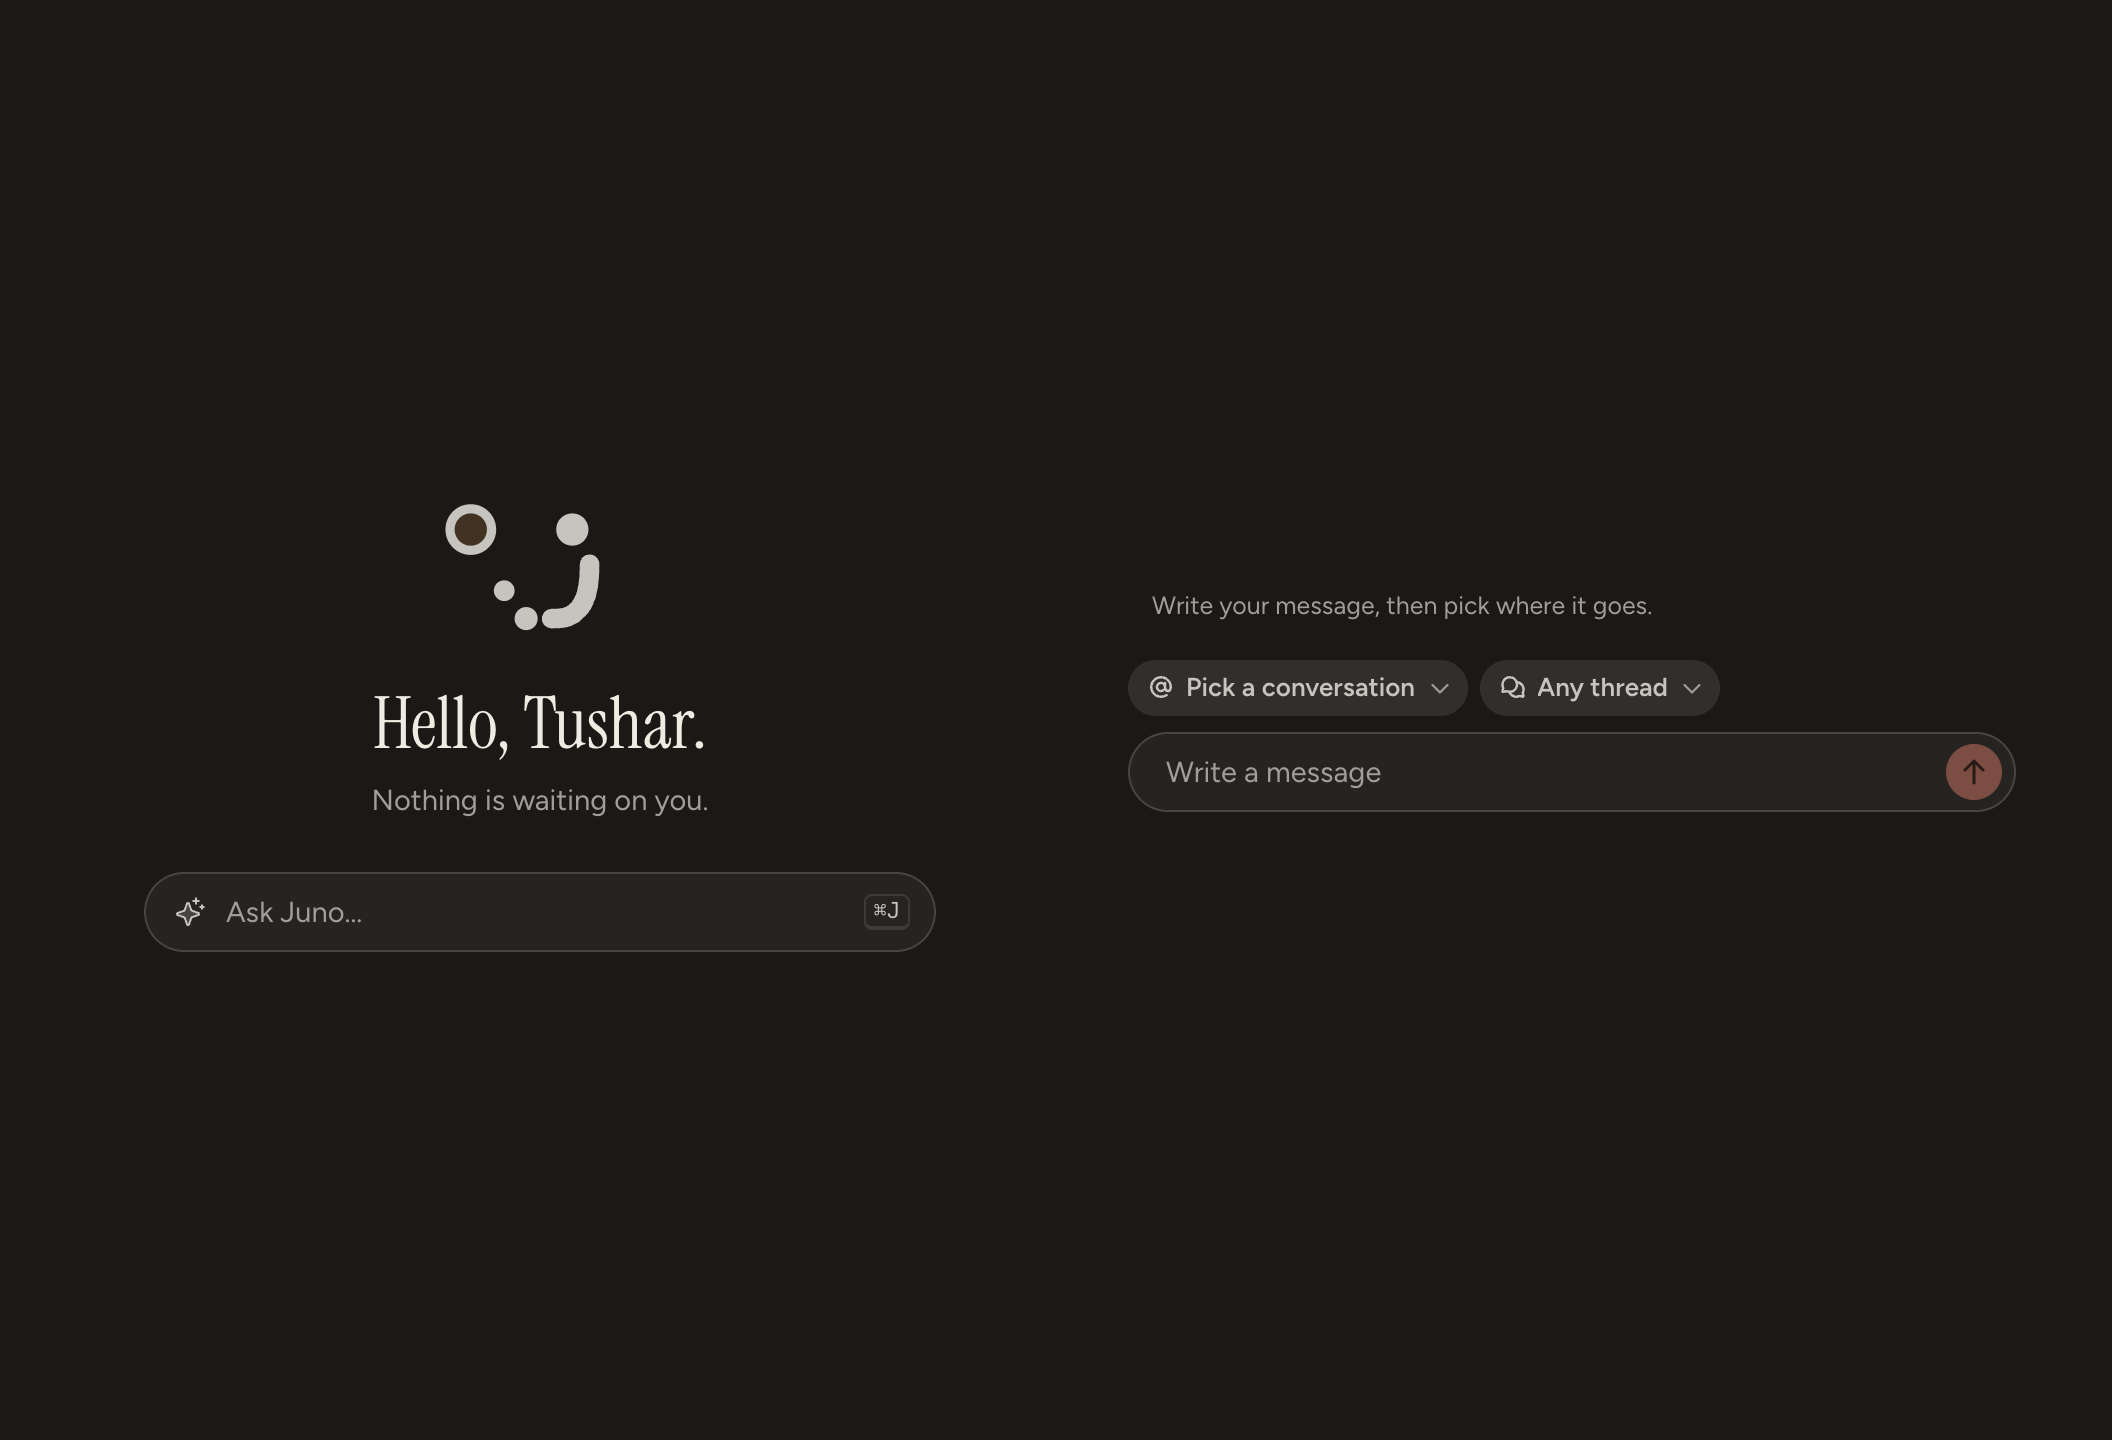 Hello, Tushar.
Nothing is waiting on you.
Ask Juno...
⌘J
Write your message, then pick where it goes.
Pick a conversation
Any thread
Write a message